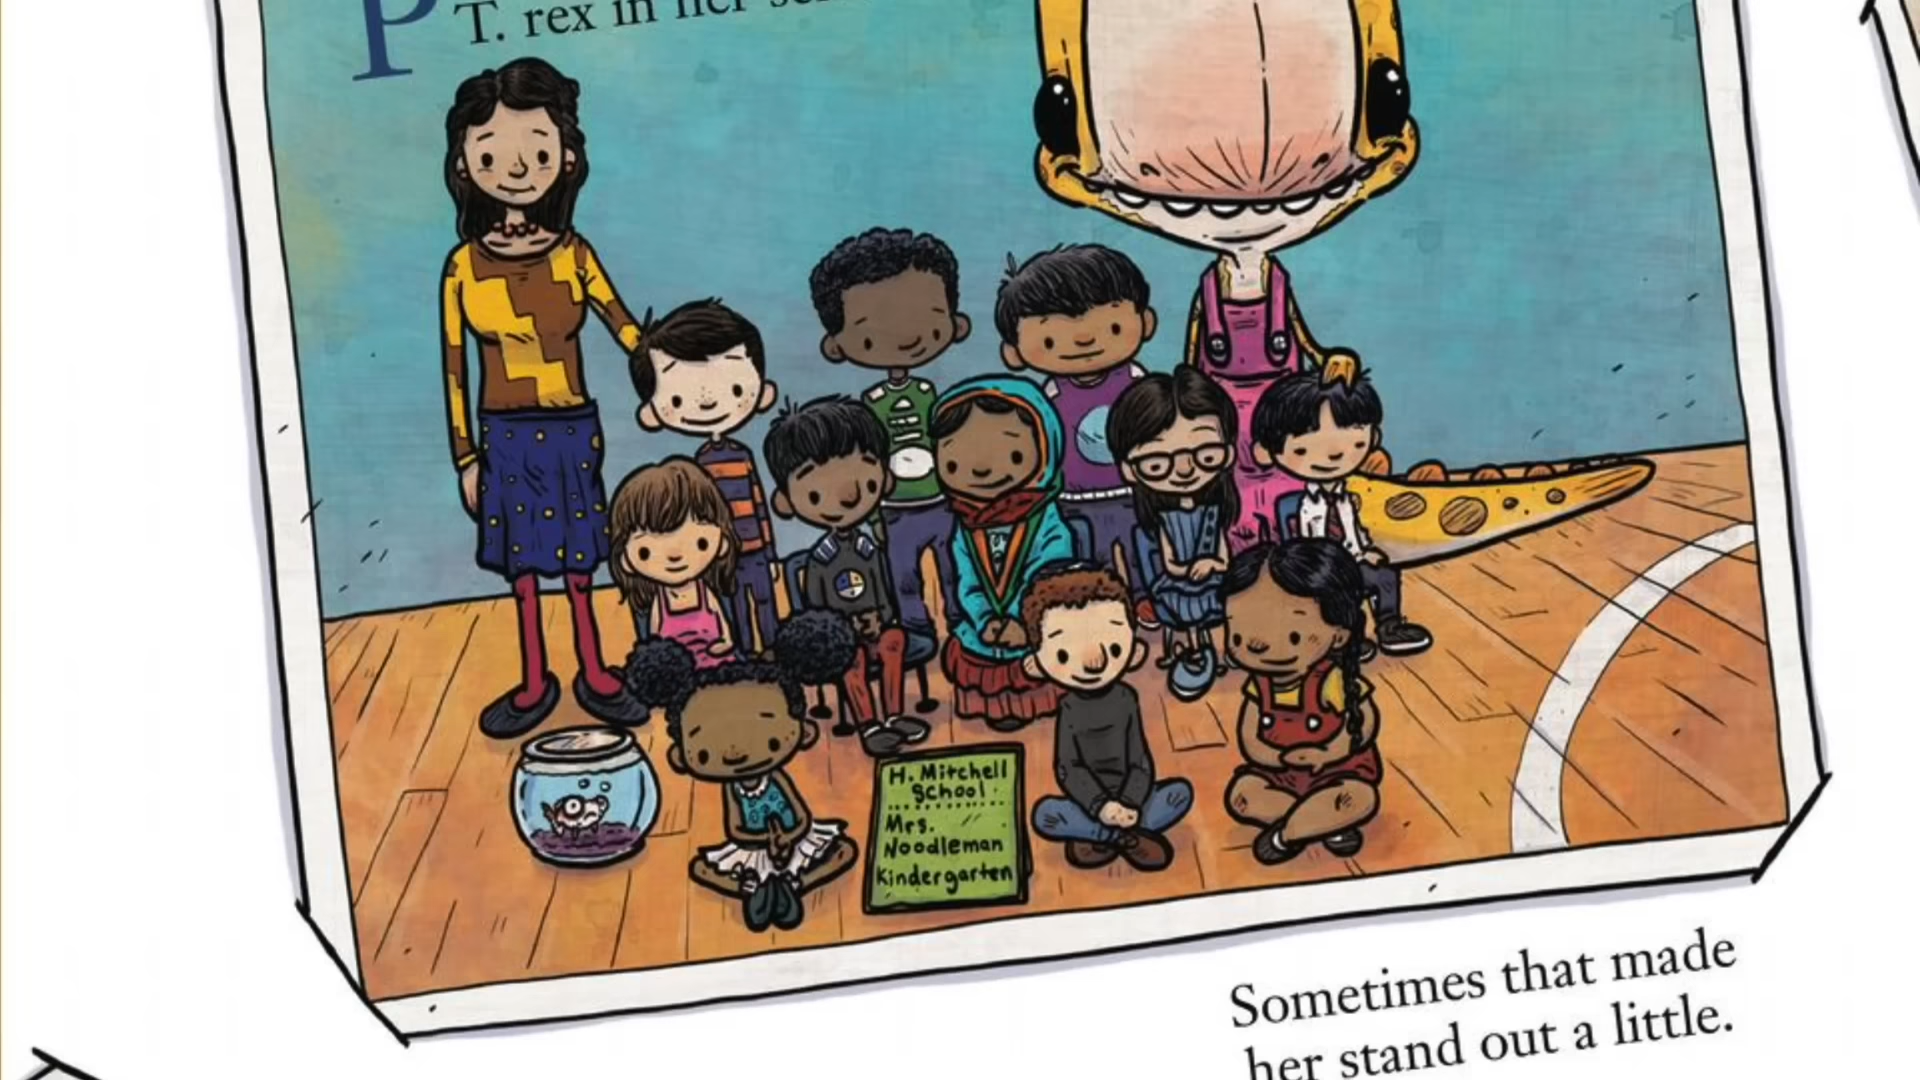 T. rex in her
H. Mitchell
School
Mrs.
Noodleman
Kindergarten
Sometimes that made
her stand out a little.